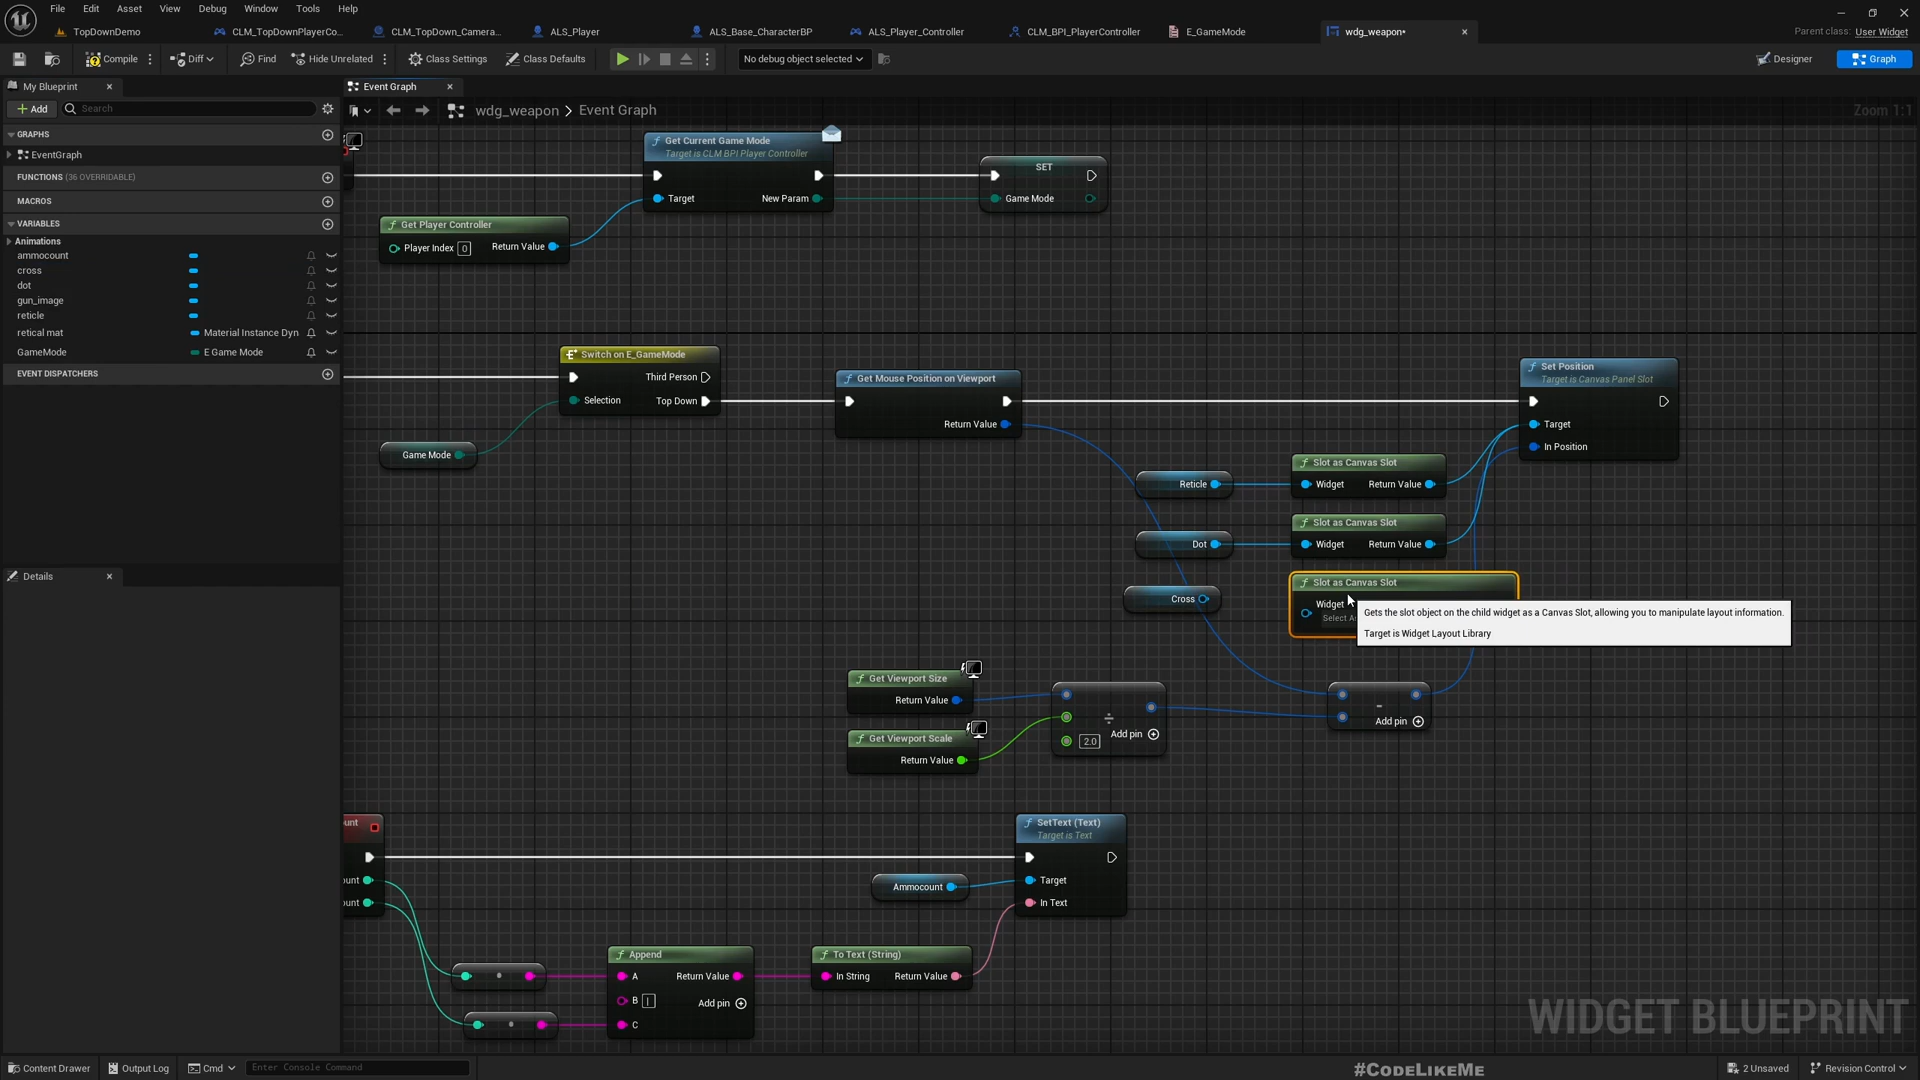 File Edit Asset View Debug Window Tools Help
TopDownDemo
CLM_TopDownPlayerCo...
CLM_TopDown_Camera...
ALS_Player
ALS_Base_CharacterBP
ALS_Player_Controller
CLM_BPI_PlayerController
E_GameMode
wdg_weapon*
Parent class: User Widget
Compile
Diff
Find
Hide Unrelated
Class Settings
Class Defaults
No debug object selected
Designer
Graph
My Blueprint
Add
Search
GRAPHS
EventGraph
FUNCTIONS (36 OVERRIDABLE)
MACROS
VARIABLES
Animations
ammocount
cross
dot
gun_image
reticle
retical mat Material Instance Dyn
GameMode E Game Mode
EVENT DISPATCHERS
Details
Event Graph
wdg_weapon > Event Graph
Zoom 1:1
Get Current Game Mode
Target is CLM BPI Player Controller
Target New Param
SET
Game Mode
Get Player Controller
Player Index 0 Return Value
Switch on E_GameMode
Third Person
Selection Top Down
Game Mode
Get Mouse Position on Viewport
Return Value
Set Position
Target is Canvas Panel Slot
Target
In Position
Reticle
Slot as Canvas Slot
Widget Return Value
Dot
Slot as Canvas Slot
Widget Return Value
Cross
Slot as Canvas Slot
Widget
Select As
Gets the slot object on the child widget as a Canvas Slot, allowing you to manipulate layout information.
Target is Widget Layout Library
Get Viewport Size
Return Value
Get Viewport Scale
Return Value
÷
2.0
Add pin
-
Add pin
unt
ount
ount
SetText (Text)
Target is Text
Target
In Text
Ammocount
Append
A Return Value
B | Add pin
C
To Text (String)
In String Return Value
WIDGET BLUEPRINT
Content Drawer
Output Log
Cmd
Enter Console Command
#CODELIKEME
2 Unsaved
Revision Control